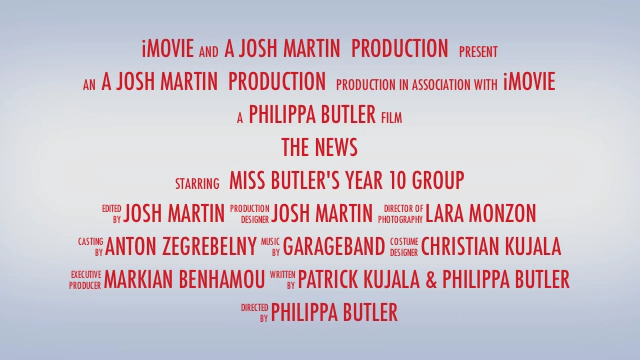 iMOVIE AND A JOSH MARTIN PRODUCTION PRESENT
AN A JOSH MARTIN PRODUCTION PRODUCTION IN ASSOCIATION WITH iMOVIE
A PHILIPPA BUTLER FILM
THE NEWS
STARRING MISS BUTLER'S YEAR 10 GROUP
EDITED BY JOSH MARTIN PRODUCTION DESIGNER JOSH MARTIN DIRECTOR OF PHOTOGRAPHY LARA MONZON
CASTING BY ANTON ZEGREBELNY MUSIC BY GARAGEBAND COSTUME DESIGNER CHRISTIAN KUJALA
EXECUTIVE PRODUCER MARKIAN BENHAMOU WRITTEN BY PATRICK KUJALA & PHILIPPA BUTLER
DIRECTED BY PHILIPPA BUTLER